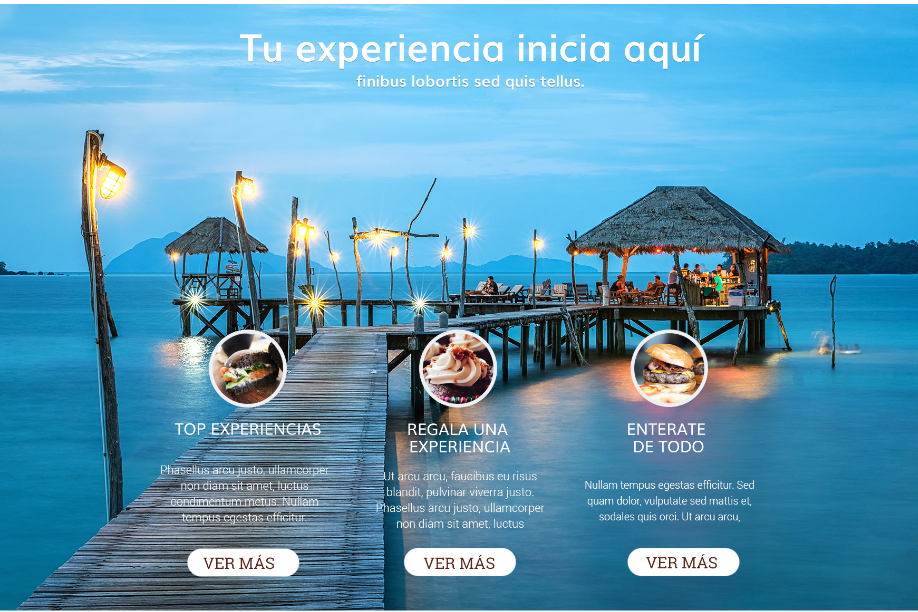 Tu experiencia inicia aquí
finibus lobortis sed quis tellus.
TOP EXPERIENCIAS
Phasellus arcu justo, ullamcorper
non diam sit amet, luctus
condimentum metus. Nullam
tempus egestas efficitur.
VER MÁS
REGALA UNA
EXPERIENCIA
Ut arcu arcu, faucibus eu risus
blandit, pulvinar viverra justo.
Phasellus arcu justo, ullamcorper
non diam sit amet, luctus
VER MÁS
ENTERATE
DE TODO
Nullam tempus egestas efficitur. Sed
quam dolor, vulputate sed mattis et,
sodales quis orci. Ut arcu arcu,
VER MÁS